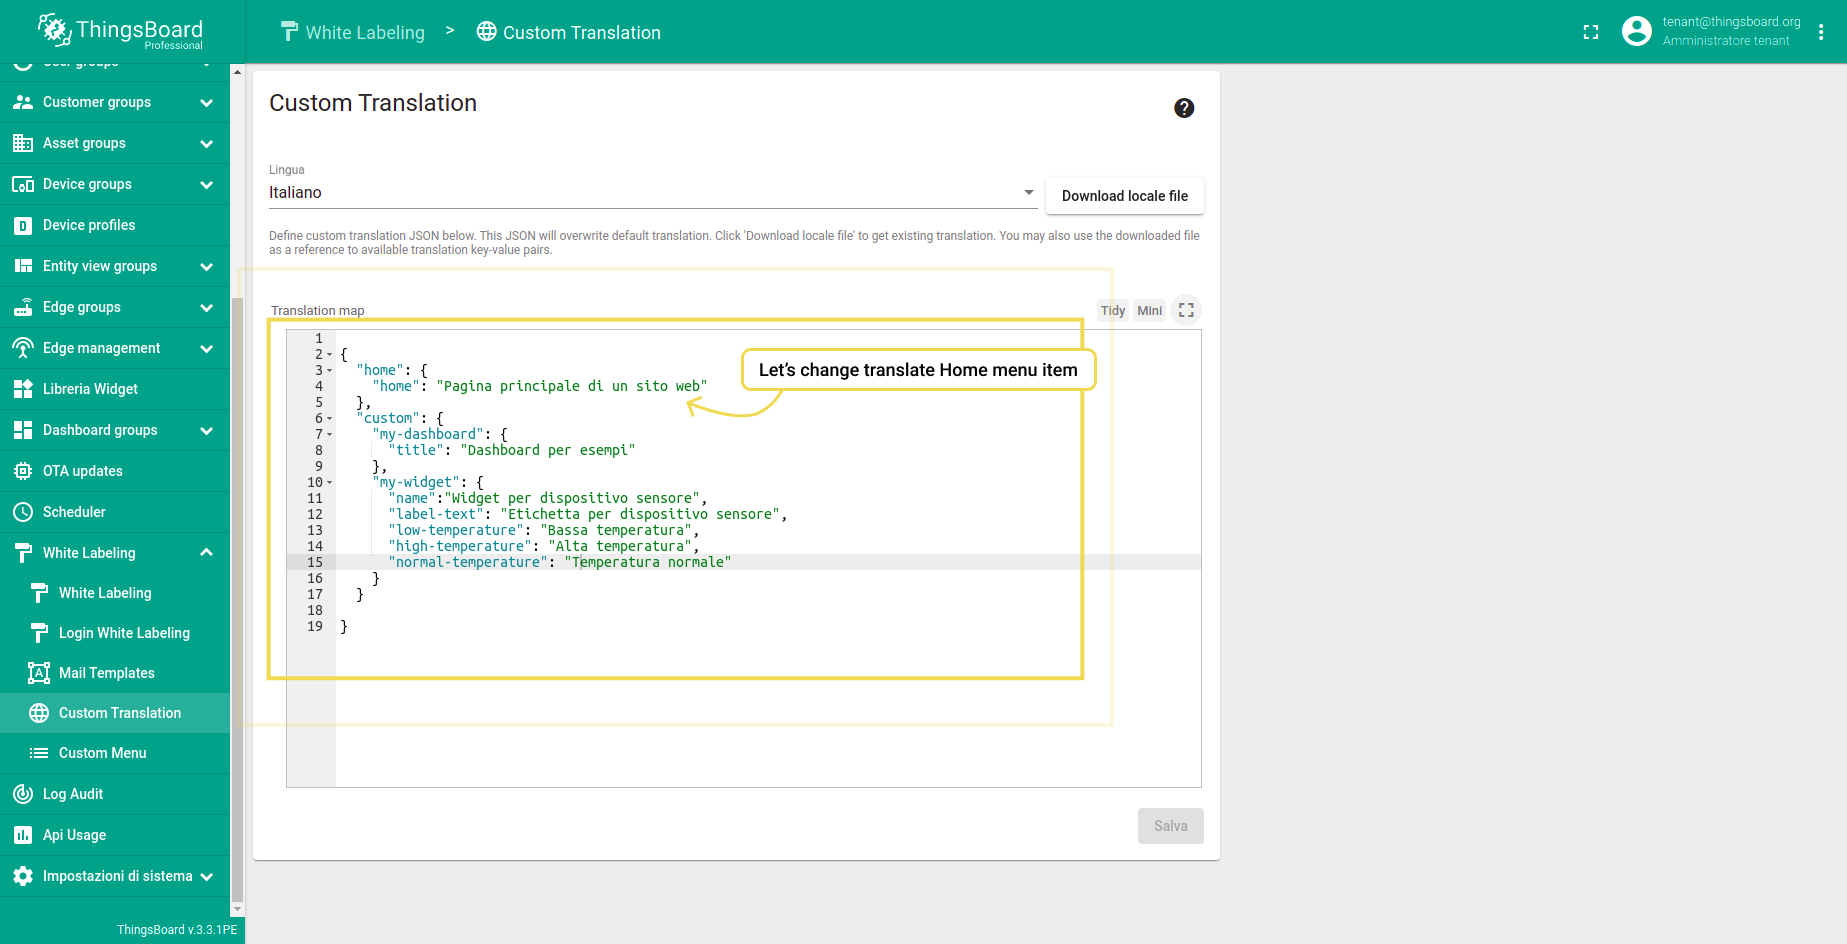 ThingsBoard
Professional
White Labeling > Custom Translation
tenant@thingsboard.org
Amministratore tenant
User groups
Customer groups
Asset groups
Device groups
Device profiles
Entity view groups
Edge groups
Edge management
Libreria Widget
Dashboard groups
OTA updates
Scheduler
White Labeling
White Labeling
Login White Labeling
Mail Templates
Custom Translation
Custom Menu
Log Audit
Api Usage
Impostazioni di sistema
ThingsBoard v.3.3.1PE
Custom Translation
Lingua
Italiano
Download locale file
Define custom translation JSON below. This JSON will overwrite default translation. Click 'Download locale file' to get existing translation. You may also use the downloaded file
as a reference to available translation key-value pairs.
Translation map
Tidy Mini
1
2 {
3 "home": {
4 "home": "Pagina principale di un sito web"
5 },
6 "custom": {
7 "my-dashboard": {
8 "title": "Dashboard per esempi"
9 },
10 "my-widget": {
11 "name":"Widget per dispositivo sensore",
12 "label-text": "Etichetta per dispositivo sensore",
13 "low-temperature": "Bassa temperatura",
14 "high-temperature": "Alta temperatura",
15 "normal-temperature": "Temperatura normale"
16 }
17 }
18
19 }
Let's change translate Home menu item
Salva